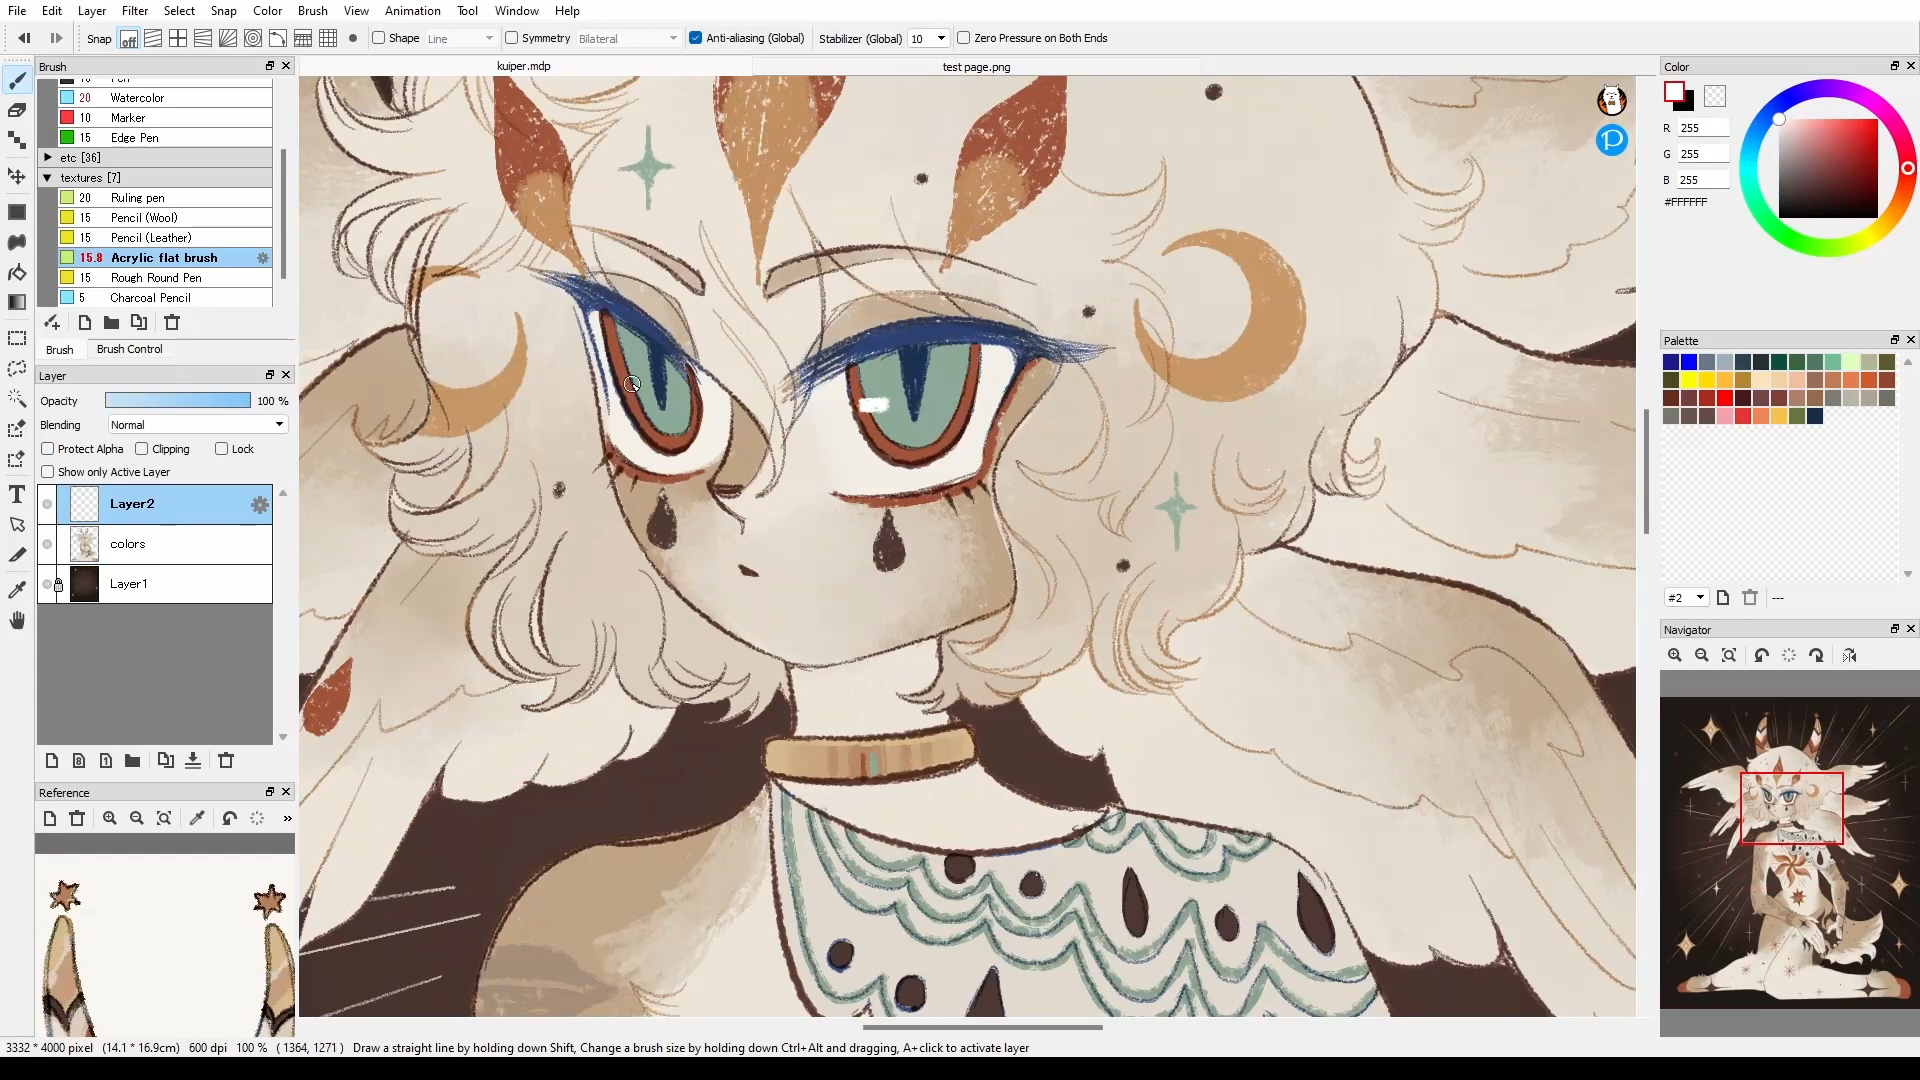 File Edit Layer Filter Select Snap Color Brush View Animation Tool Window Help
Snap off Shape Line Symmetry Bilateral Anti-aliasing (Global) Stabilizer (Global) 10 Zero Pressure on Both Ends
Brush
kuiper.mdp
test page.png
Color
20 Watercolor
10 Marker
15 Edge Pen
etc [36]
textures [7]
20 Ruling pen
15 Pencil (Wool)
15 Pencil (Leather)
15.8 Acrylic flat brush
15 Rough Round Pen
5 Charcoal Pencil
Brush
Brush Control
R 255
G 255
B 255
#FFFFFF
Palette
#2
---
Layer
Opacity 100 %
Blending Normal
Protect Alpha Clipping Lock
Show only Active Layer
Layer2
colors
Layer1
Navigator
Reference
3332 * 4000 pixel (14.1 * 16.9cm) 600 dpi 100 % ( 1364, 1271 ) Draw a straight line by holding down Shift, Change a brush size by holding down Ctrl+Alt and dragging, A+click to activate layer